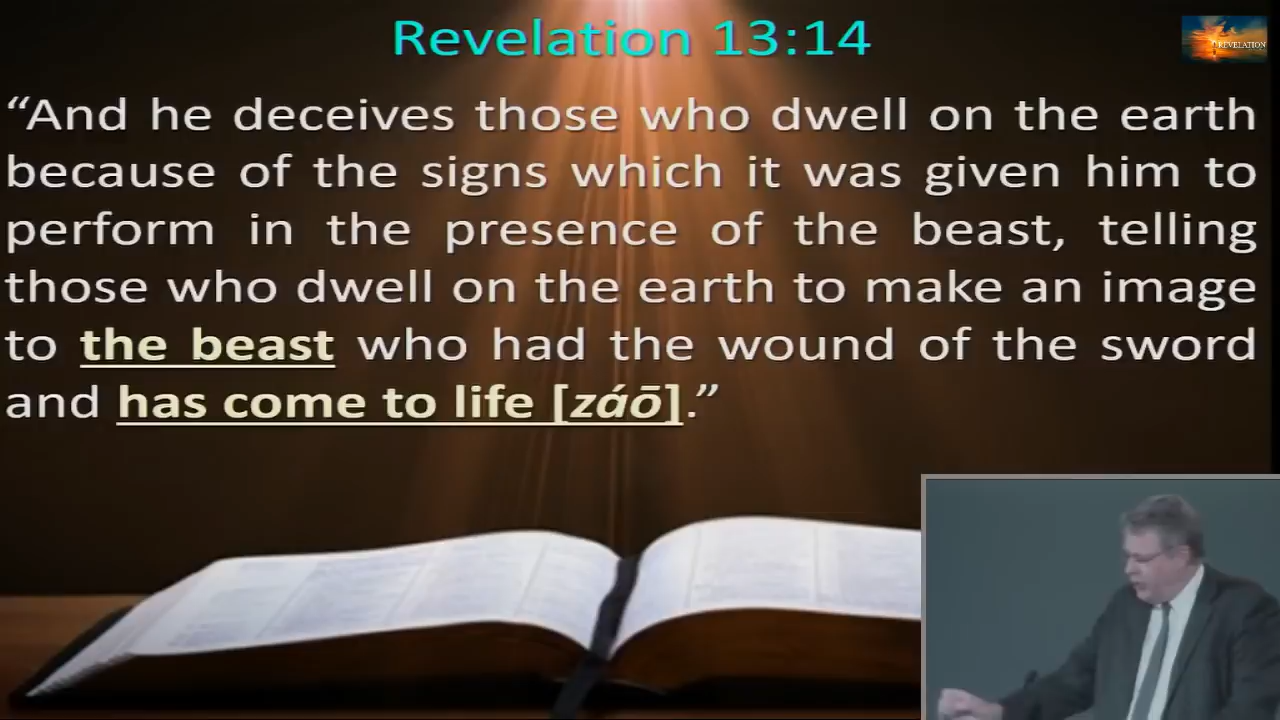 Revelation 13:14
REVELATION
“And he deceives those who dwell on the earth
because of the signs which it was given him to
perform in the presence of the beast, telling
those who dwell on the earth to make an image
to the beast who had the wound of the sword
and has come to life [záō].”